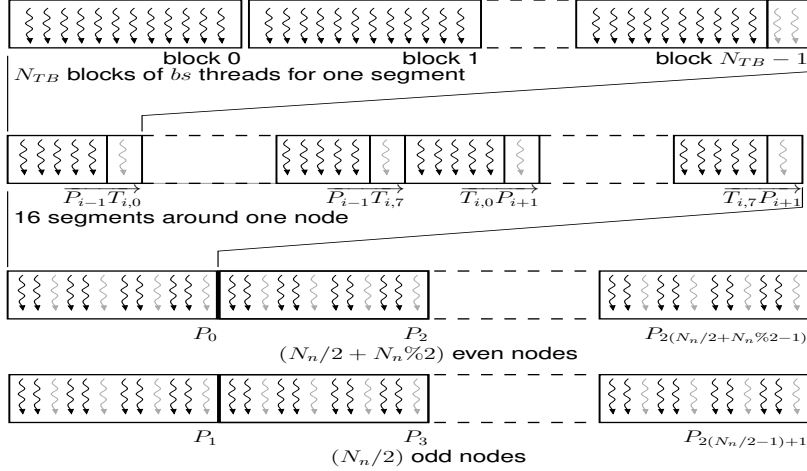 block 0 block 1 block $N_{TB}-1$
$N_{TB}$ blocks of $bs$ threads for one segment
$\overrightarrow{P_{i-1}T_{i,0}}$ $\overrightarrow{P_{i-1}T_{i,7}}$ $\overrightarrow{T_{i,0}P_{i+1}}$ $\overrightarrow{T_{i,7}P_{i+1}}$
16 segments around one node
$P_0$ $P_2$ $P_{2(N_n/2+N_n\%2-1)}$
$(N_n/2+N_n\%2)$ even nodes
$P_1$ $P_3$ $P_{2(N_n/2-1)+1}$
$(N_n/2)$ odd nodes